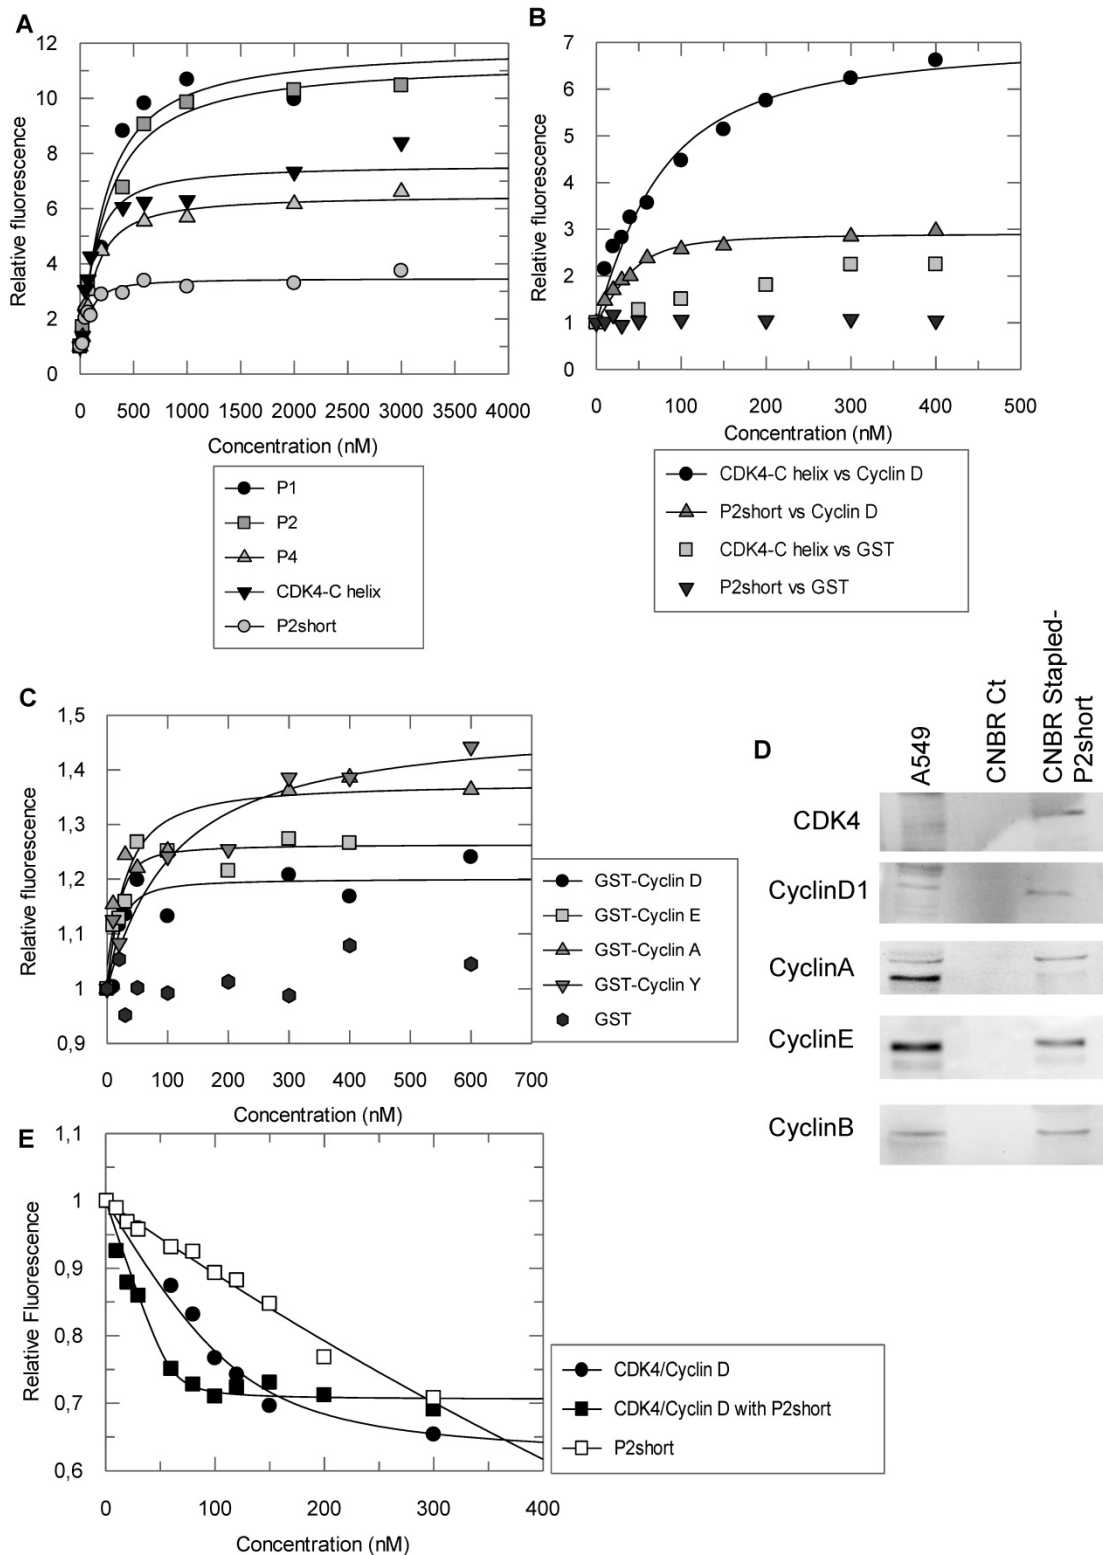 A
12
10
8
6
4
2
0
Relative fluorescence
0 500 1000 1500 2000 2500 3000 4000
Concentration (nM)
P1
P2
P4
CDK4-C helix
P2short
B
7
6
5
4
3
2
1
0
Relative fluorescence
0 100 200 300 400 500
Concentration (nM)
CDK4-C helix vs Cyclin D
P2short vs Cyclin D
CDK4-C helix vs GST
P2short vs GST
C
1,5
1,4
1,3
1,2
1,1
1
0,9
Relative fluorescence
0 100 200 300 400 500 600 700
Concentration (nM)
GST-Cyclin D
GST-Cyclin E
GST-Cyclin A
GST-Cyclin Y
GST
D
A549
CNBR Ct
CNBR Stapled-
P2short
CDK4
CyclinD1
CyclinA
CyclinE
CyclinB
E
1,1
1
0,9
0,8
0,7
0,6
Relative Fluorescence
0 100 200 300 400
Concentration (nM)
CDK4/Cyclin D
CDK4/Cyclin D with P2short
P2short